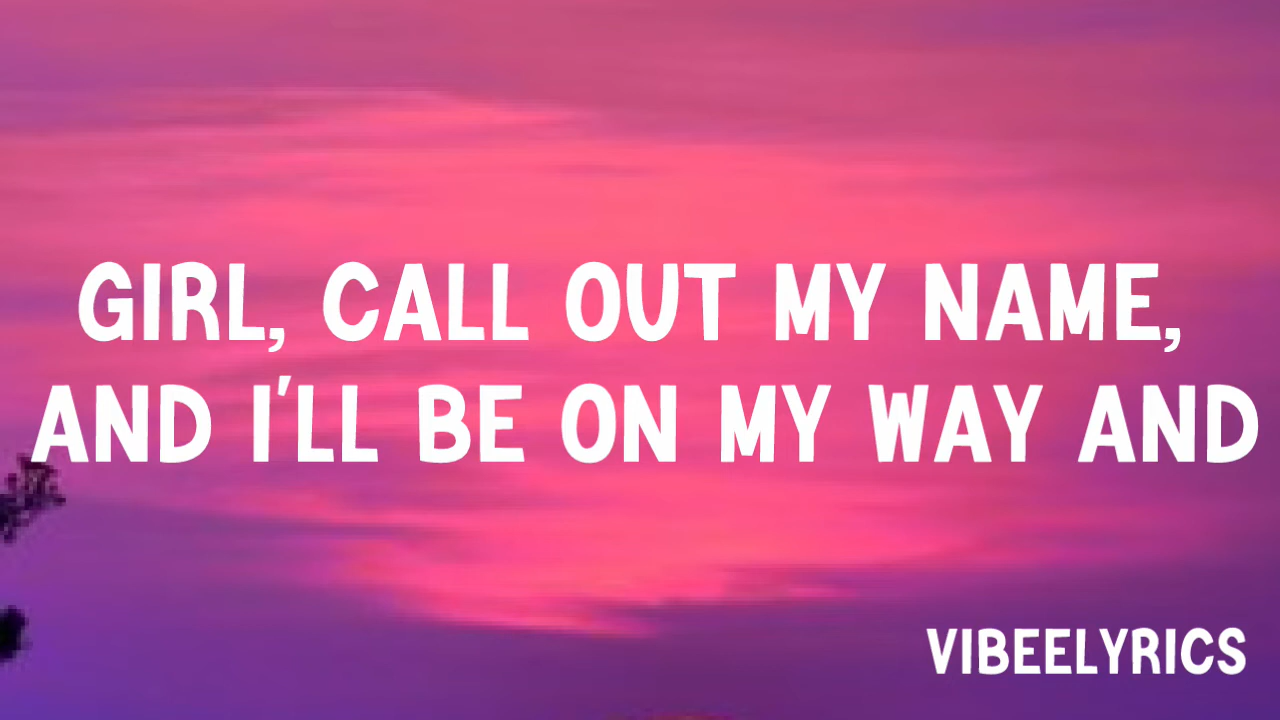 GIRL, CALL OUT MY NAME,
AND I'LL BE ON MY WAY AND
VIBEELYRICS